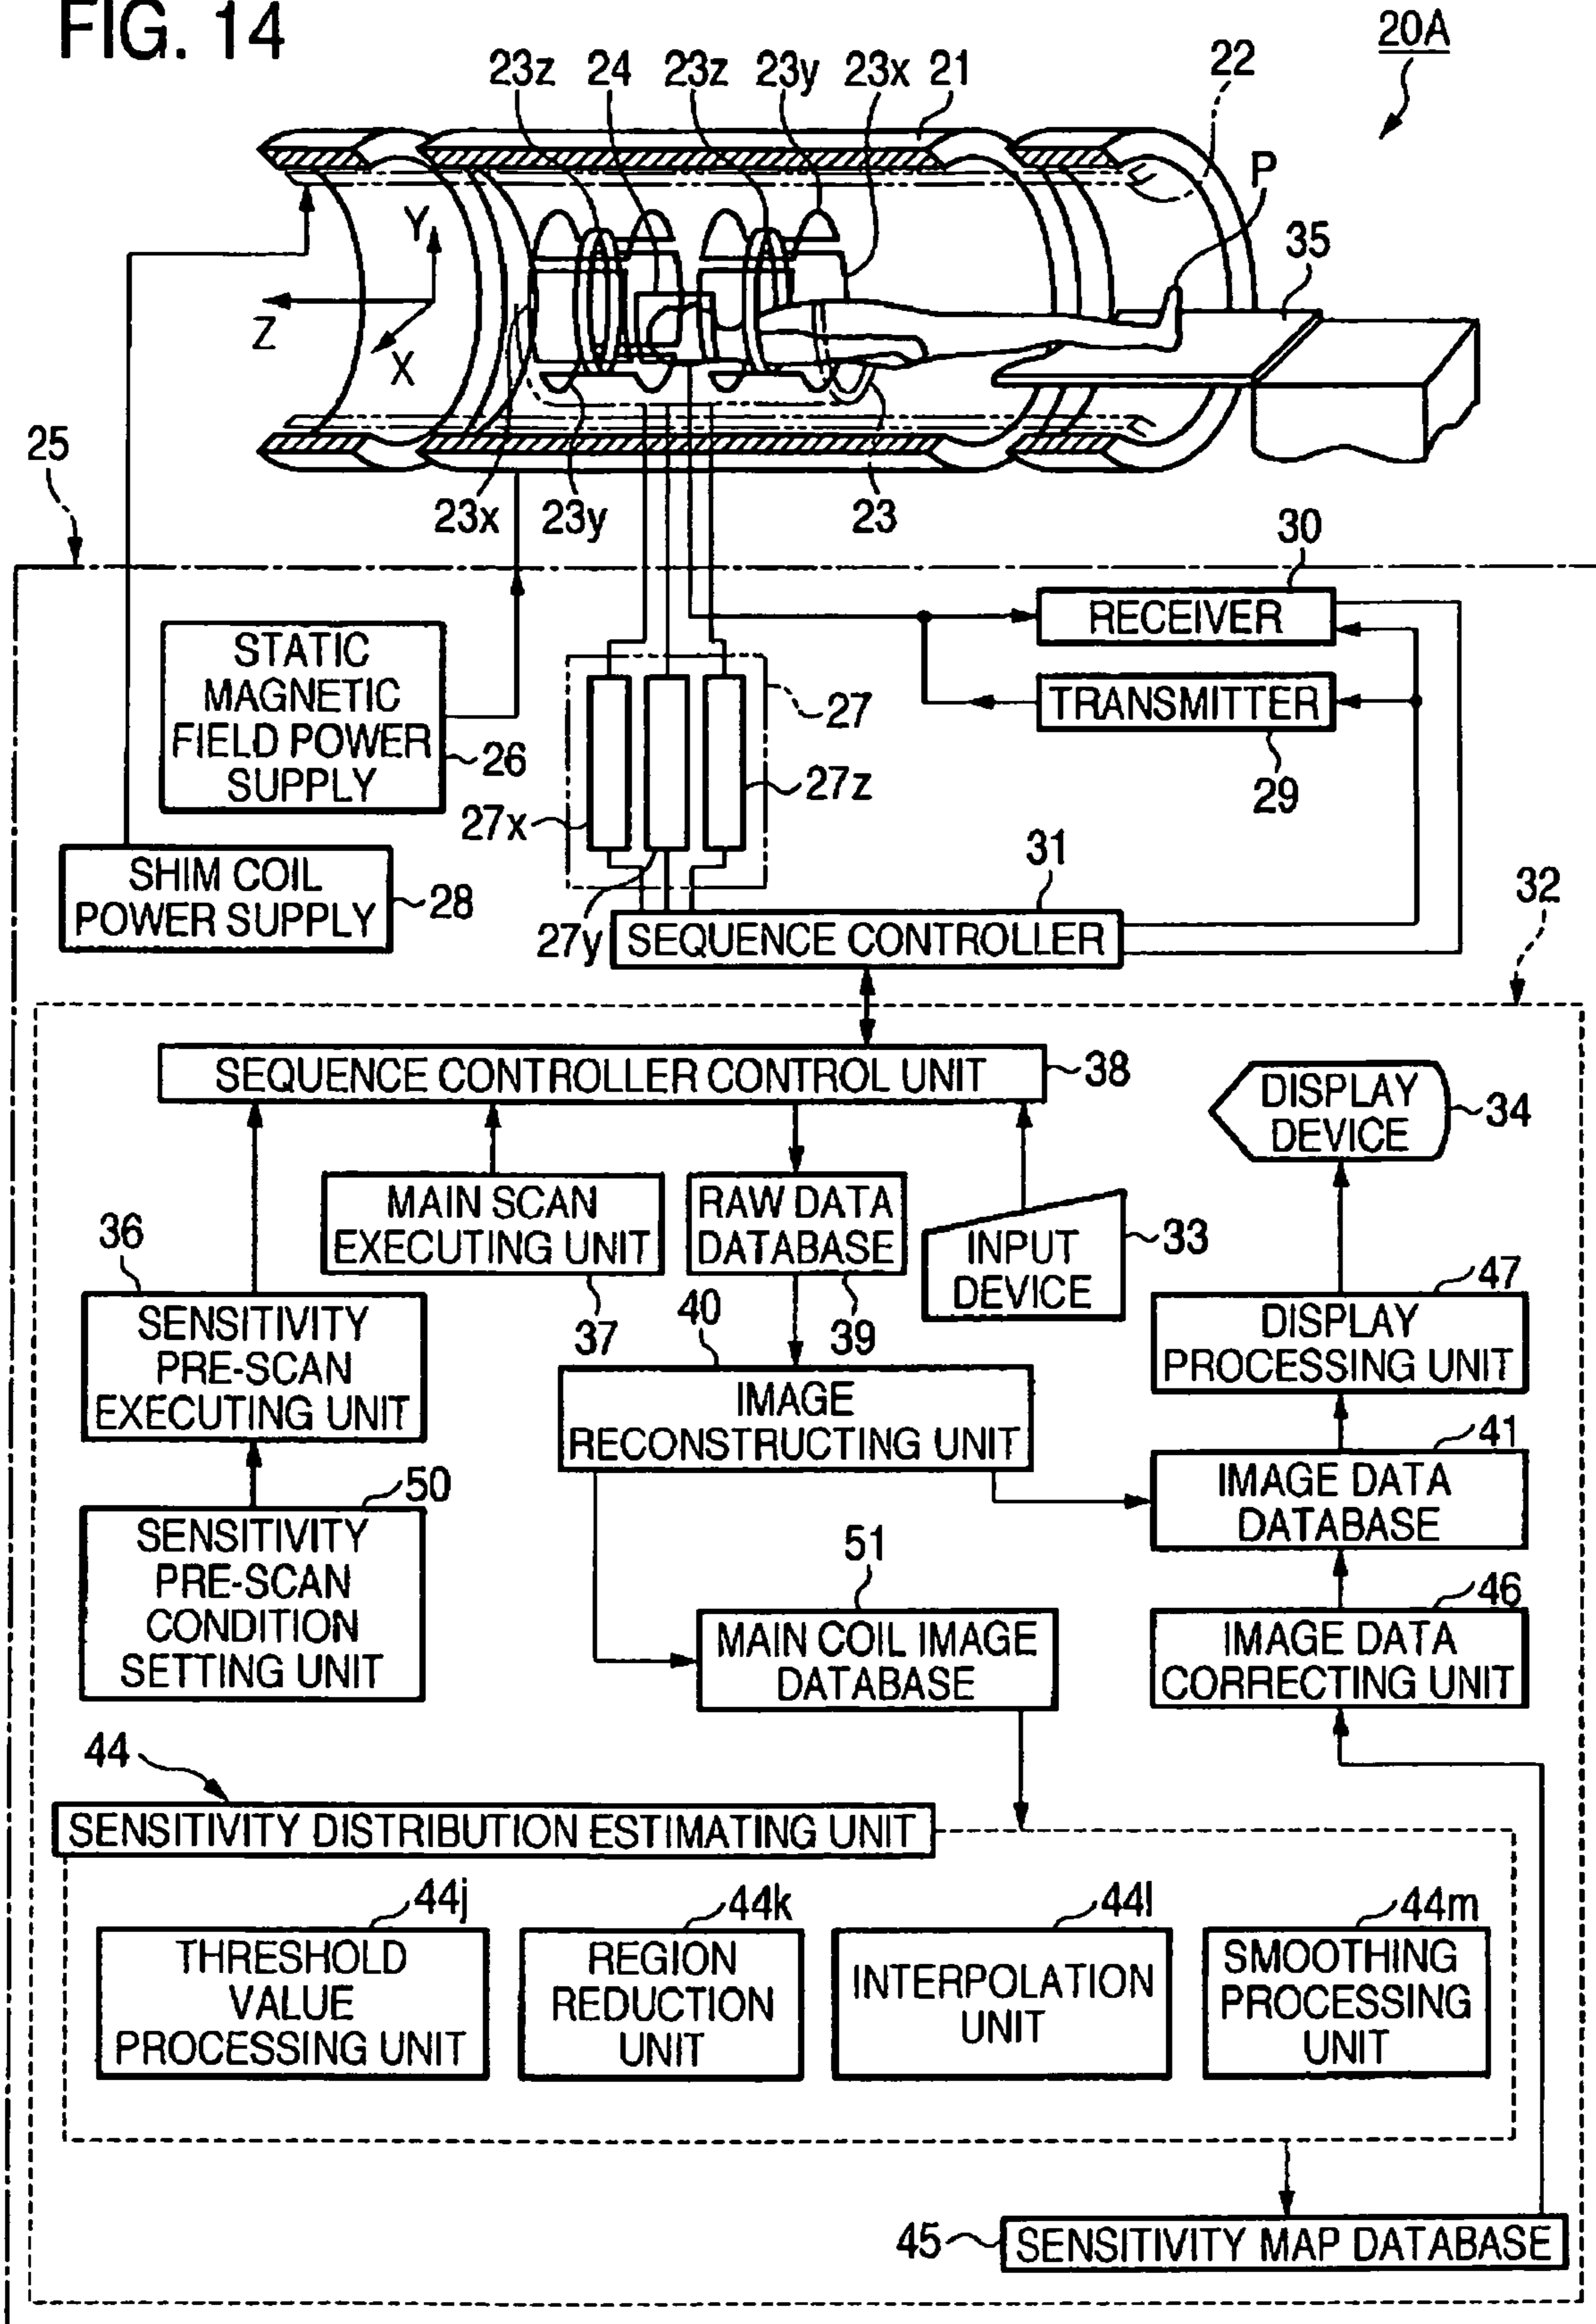 FIG. 14
20A
23z 24 23z 23y 23x 21 22
P
35
Y
Z
X
25
23x 23y 23
30
RECEIVER
STATIC
MAGNETIC
FIELD POWER
SUPPLY
26
27
TRANSMITTER
29
27x
27z
SHIM COIL
POWER SUPPLY
28
27y
31
SEQUENCE CONTROLLER
32
SEQUENCE CONTROLLER CONTROL UNIT
38
DISPLAY
DEVICE
34
MAIN SCAN
EXECUTING UNIT
37
RAW DATA
DATABASE
39
INPUT
DEVICE
33
36
SENSITIVITY
PRE-SCAN
EXECUTING UNIT
47
DISPLAY
PROCESSING UNIT
40
IMAGE
RECONSTRUCTING UNIT
41
IMAGE DATA
DATABASE
50
SENSITIVITY
PRE-SCAN
CONDITION
SETTING UNIT
51
MAIN COIL IMAGE
DATABASE
46
IMAGE DATA
CORRECTING UNIT
44
SENSITIVITY DISTRIBUTION ESTIMATING UNIT
44j
THRESHOLD
VALUE
PROCESSING UNIT
44k
REGION
REDUCTION
UNIT
44l
INTERPOLATION
UNIT
44m
SMOOTHING
PROCESSING
UNIT
45
SENSITIVITY MAP DATABASE